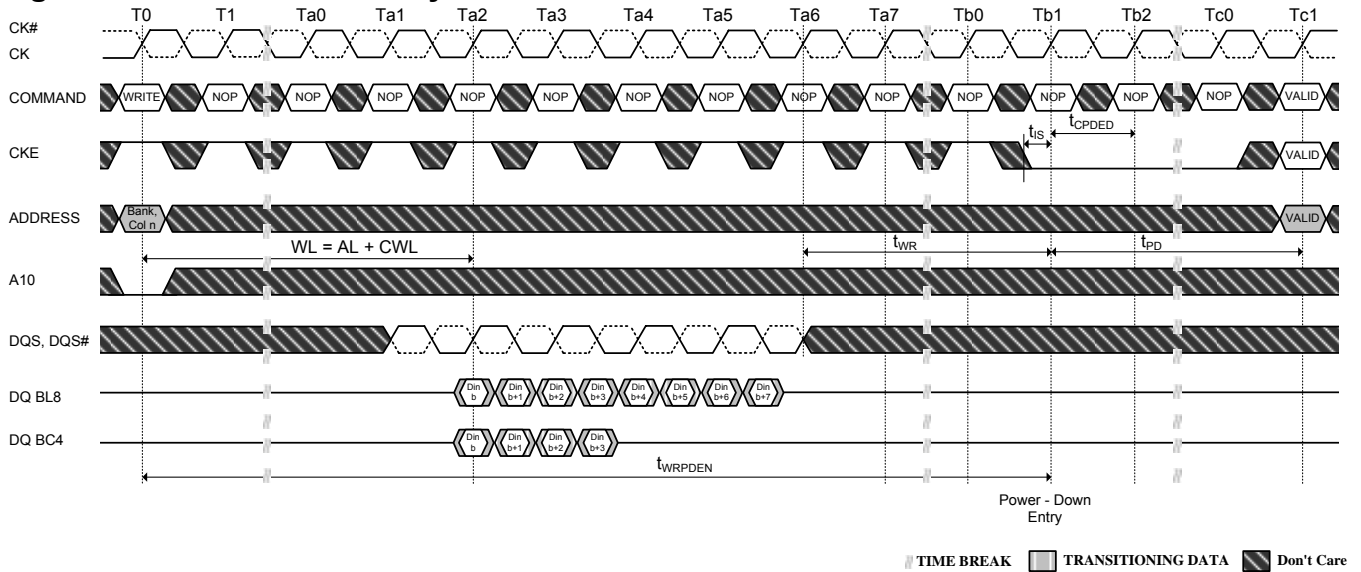 T0 T1 Ta0 Ta1 Ta2 Ta3 Ta4 Ta5 Ta6 Ta7 Tb0 Tb1 Tb2 Tc0 Tc1
CK#
CK
COMMAND WRITE NOP NOP NOP NOP NOP NOP NOP NOP NOP NOP NOP NOP NOP VALID
tIS tCPDED
CKE VALID
ADDRESS Bank, Col n VALID
WL = AL + CWL tWR tPD
A10
DQS, DQS#
DQ BL8 Din b Din b+1 Din b+2 Din b+3 Din b+4 Din b+5 Din b+6 Din b+7
DQ BC4 Din b Din b+1 Din b+2 Din b+3
tWRPDEN
Power - Down
Entry
TIME BREAK TRANSITIONING DATA Don't Care